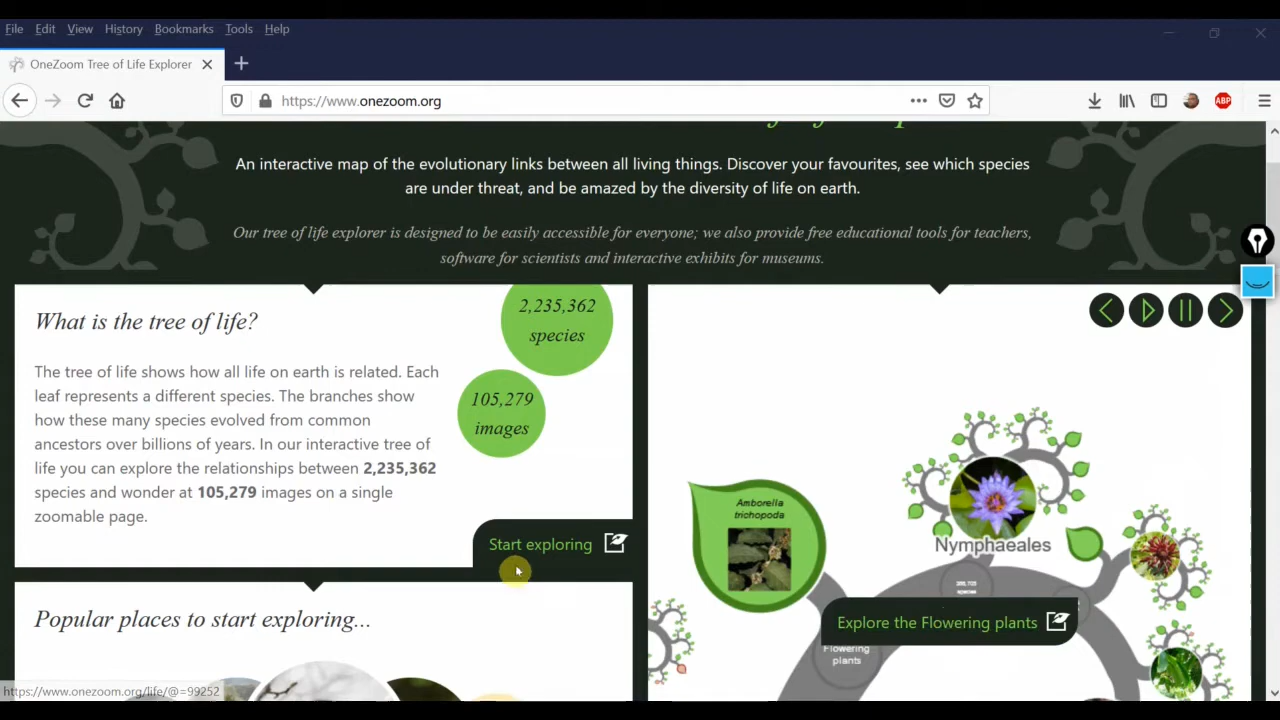 File Edit View History Bookmarks Tools Help
OneZoom Tree of Life Explorer
https://www.onezoom.org
ABP
An interactive map of the evolutionary links between all living things. Discover your favourites, see which species
are under threat, and be amazed by the diversity of life on earth.
Our tree of life explorer is designed to be easily accessible for everyone; we also provide free educational tools for teachers,
software for scientists and interactive exhibits for museums.
What is the tree of life?
2,235,362
species
105,279
images
The tree of life shows how all life on earth is related. Each
leaf represents a different species. The branches show
how these many species evolved from common
ancestors over billions of years. In our interactive tree of
life you can explore the relationships between 2,235,362
species and wonder at 105,279 images on a single
zoomable page.
Start exploring
Popular places to start exploring...
Amborella
trichopoda
Nymphaeales
species
Explore the Flowering plants
Flowering
plants
https://www.onezoom.org/life/@=99252